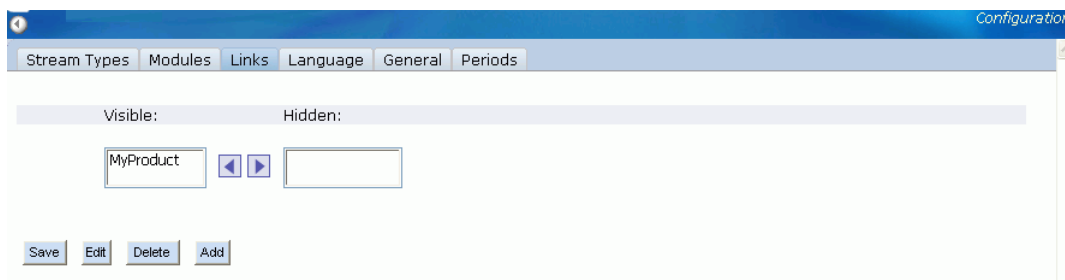 Configuration
Stream Types Modules Links Language General Periods
Visible: Hidden:
MyProduct
Save Edit Delete Add